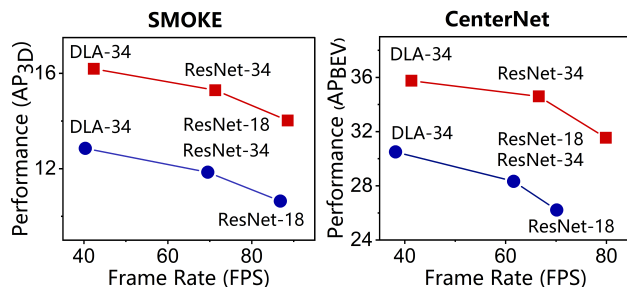 SMOKE
DLA-34
ResNet-34
ResNet-18
DLA-34
ResNet-34
ResNet-18
16
12
40
60
80
Performance (AP3D)
Frame Rate (FPS)
CenterNet
DLA-34
ResNet-34
ResNet-18
DLA-34
ResNet-34
ResNet-18
36
32
28
24
40
60
80
Performance (APBEV)
Frame Rate (FPS)